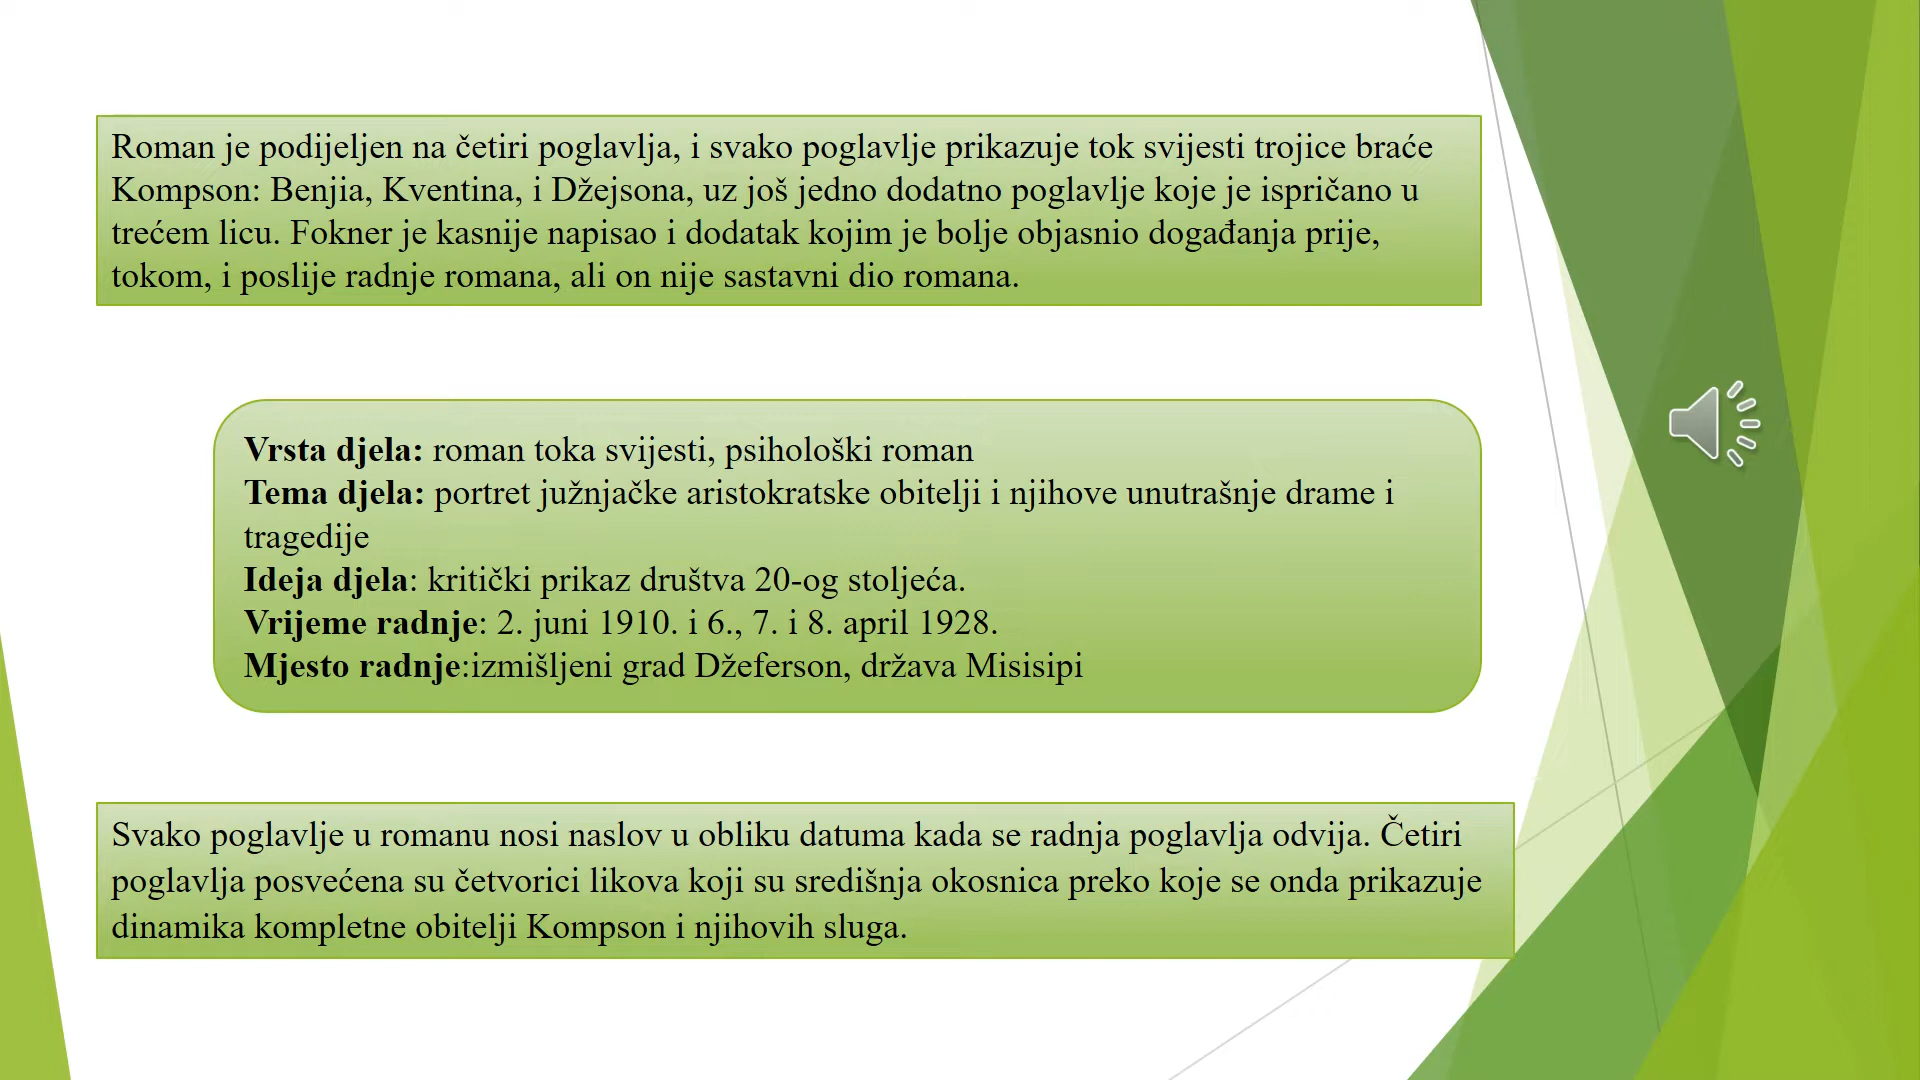 Roman je podijeljen na četiri poglavlja, i svako poglavlje prikazuje tok svijesti trojice braće
Kompson: Benjia, Kventina, i Džejsona, uz još jedno dodatno poglavlje koje je ispričano u
trećem licu. Fokner je kasnije napisao i dodatak kojim je bolje objasnio događanja prije,
tokom, i poslije radnje romana, ali on nije sastavni dio romana.
Vrsta djela: roman toka svijesti, psihološki roman
Tema djela: portret južnjačke aristokratske obitelji i njihove unutrašnje drame i
tragedije
Ideja djela: kritički prikaz društva 20-og stoljeća.
Vrijeme radnje: 2. juni 1910. i 6., 7. i 8. april 1928.
Mjesto radnje:izmišljeni grad Džeferson, država Misisipi
Svako poglavlje u romanu nosi naslov u obliku datuma kada se radnja poglavlja odvija. Četiri
poglavlja posvećena su četvorici likova koji su središnja okosnica preko koje se onda prikazuje
dinamika kompletne obitelji Kompson i njihovih sluga.